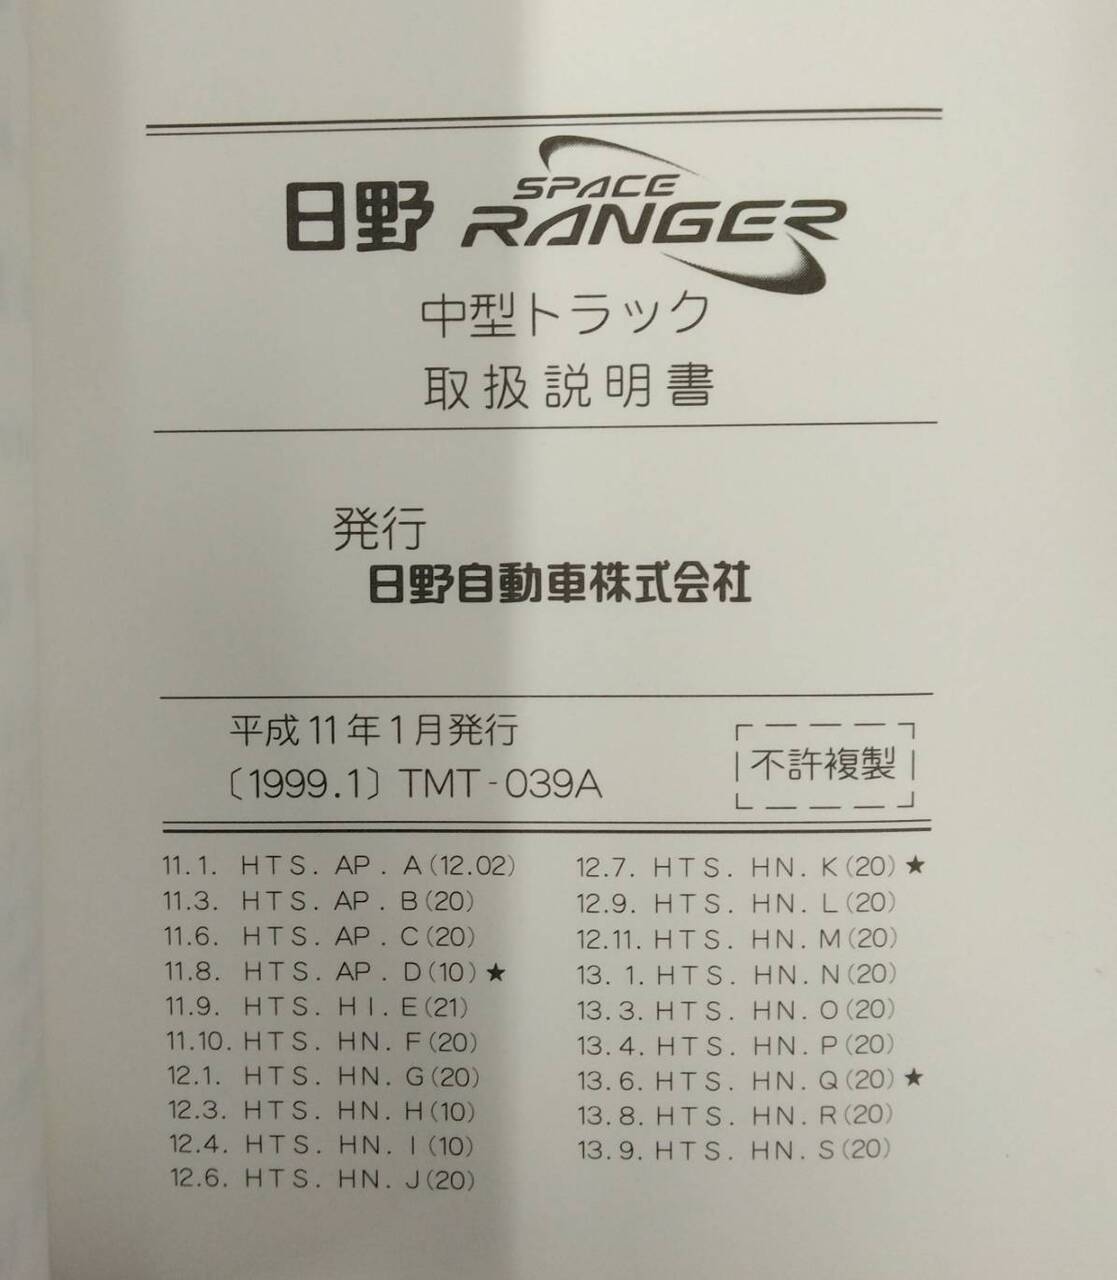 日野 SPACE RANGER
中型トラック
取扱説明書
発行
日野自動車株式会社
平成11年1月発行
〔1999.1〕TMT-039A
不許複製
11.1. HTS. AP. A(12.02)
11.3. HTS. AP. B(20)
11.6. HTS. AP. C(20)
11.8. HTS. AP. D(10)★
11.9. HTS. HI. E(21)
11.10. HTS. HN. F(20)
12.1. HTS. HN. G(20)
12.3. HTS. HN. H(10)
12.4. HTS. HN. I(10)
12.6. HTS. HN. J(20)
12.7. HTS. HN. K(20)★
12.9. HTS. HN. L(20)
12.11. HTS. HN. M(20)
13.1. HTS. HN. N(20)
13.3. HTS. HN. O(20)
13.4. HTS. HN. P(20)
13.6. HTS. HN. Q(20)★
13.8. HTS. HN. R(20)
13.9. HTS. HN. S(20)